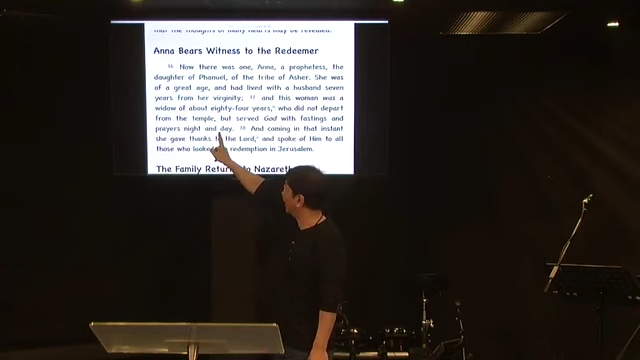 that the thoughts of many hearts may be revealed.
Anna Bears Witness to the Redeemer
36 Now there was one, Anna, a prophetess, the
daughter of Phanuel, of the tribe of Asher. She was
of a great age, and had lived with a husband seven
years from her virginity; 37 and this woman was a
widow of about eighty-four years, who did not depart
from the temple, but served God with fastings and
prayers night and day. 38 And coming in that instant
she gave thanks to the Lord, and spoke of Him to all
those who looked redemption in Jerusalem.
The Family Returns to Nazareth